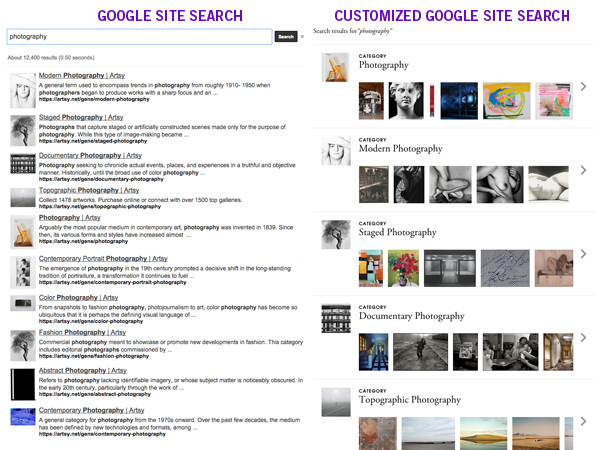 GOOGLE SITE SEARCH
photography
Search
×
About 12,400 results (0.50 seconds)
Modern Photography | Artsy
A general term used to encompass trends in photography from roughly 1910- 1950 when
photographers began to produce works with a sharp focus and an ...
https://artsy.net/gene/modern-photography
Staged Photography | Artsy
Photographs that capture staged or artificially constructed scenes made only for the purpose of
photography. While this type of image-making became ...
https://artsy.net/gene/staged-photography
Documentary Photography | Artsy
Photography seeking to chronicle actual events, places, and experiences in a truthful and objective
manner. Historically, until the broad use of color photography ...
https://artsy.net/gene/documentary-photography
Topographic Photography | Artsy
Collect 1478 artworks. Purchase online or connect with over 1500 top galleries.
https://artsy.net/gene/topographic-photography
Photography | Artsy
Arguably the most popular medium in contemporary art, photography was invented in 1839. Since
then, its various forms and styles have increased almost ...
https://artsy.net/gene/photography
Contemporary Portrait Photography | Artsy
The emergence of photography in the 19th century prompted a decisive shift in the long-standing
tradition of portraiture, a transformation it continues to fuel ...
https://artsy.net/gene/contemporary-portrait-photography
Color Photography | Artsy
From snapshots to fashion photography, photojournalism to art, color photography has become so
ubiquitous that it is perhaps the defining visual language of ...
https://artsy.net/gene/color-photography
Fashion Photography | Artsy
Commercial photography meant to showcase or promote new developments in fashion. This category
includes editorial photographs commissioned by ...
https://artsy.net/gene/fashion-photography
Abstract Photography | Artsy
Refers to photography lacking identifiable imagery, or whose subject matter is noticeably obscured. In
the early 20th century, particularly through the work of ...
https://artsy.net/gene/abstract-photography
Contemporary Photography | Artsy
A general category for photography from the 1970s onward. Over the past few decades, the medium
has been defined by new technologies and formats, among ...
https://artsy.net/gene/contemporary-photography
CUSTOMIZED GOOGLE SITE SEARCH
Search results for "photography"
CATEGORY
Photography
CATEGORY
Modern Photography
CATEGORY
Staged Photography
CATEGORY
Documentary Photography
CATEGORY
Topographic Photography